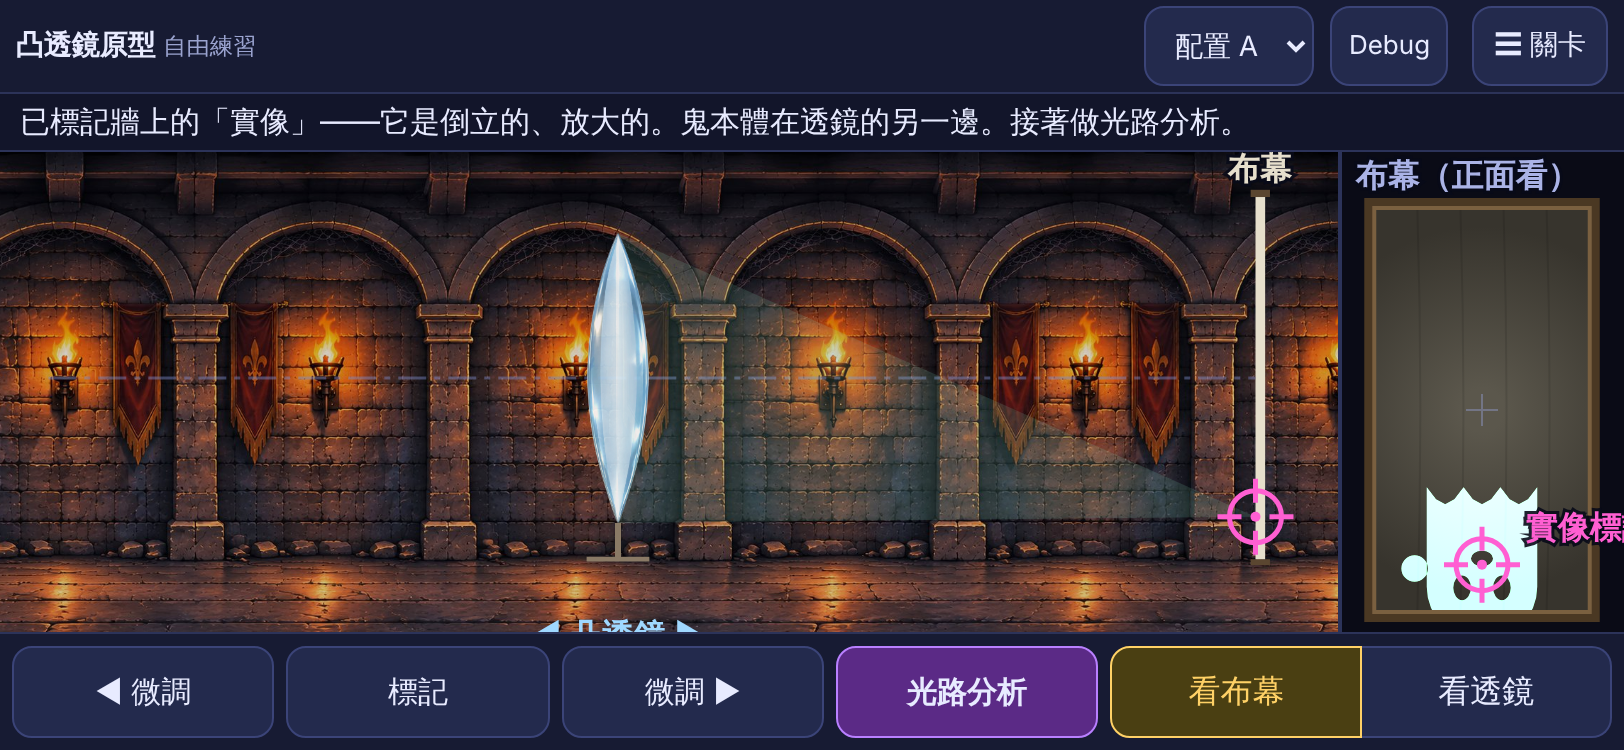 凸透鏡原型 自由練習
配置 A
Debug
☰ 關卡
已標記牆上的「實像」——它是倒立的、放大的。鬼本體在透鏡的另一邊。接著做光路分析。
布幕
布幕（正面看）
實像標
◀ 凸透鏡 ▶
◀ 微調
標記
微調 ▶
光路分析
看布幕
看透鏡